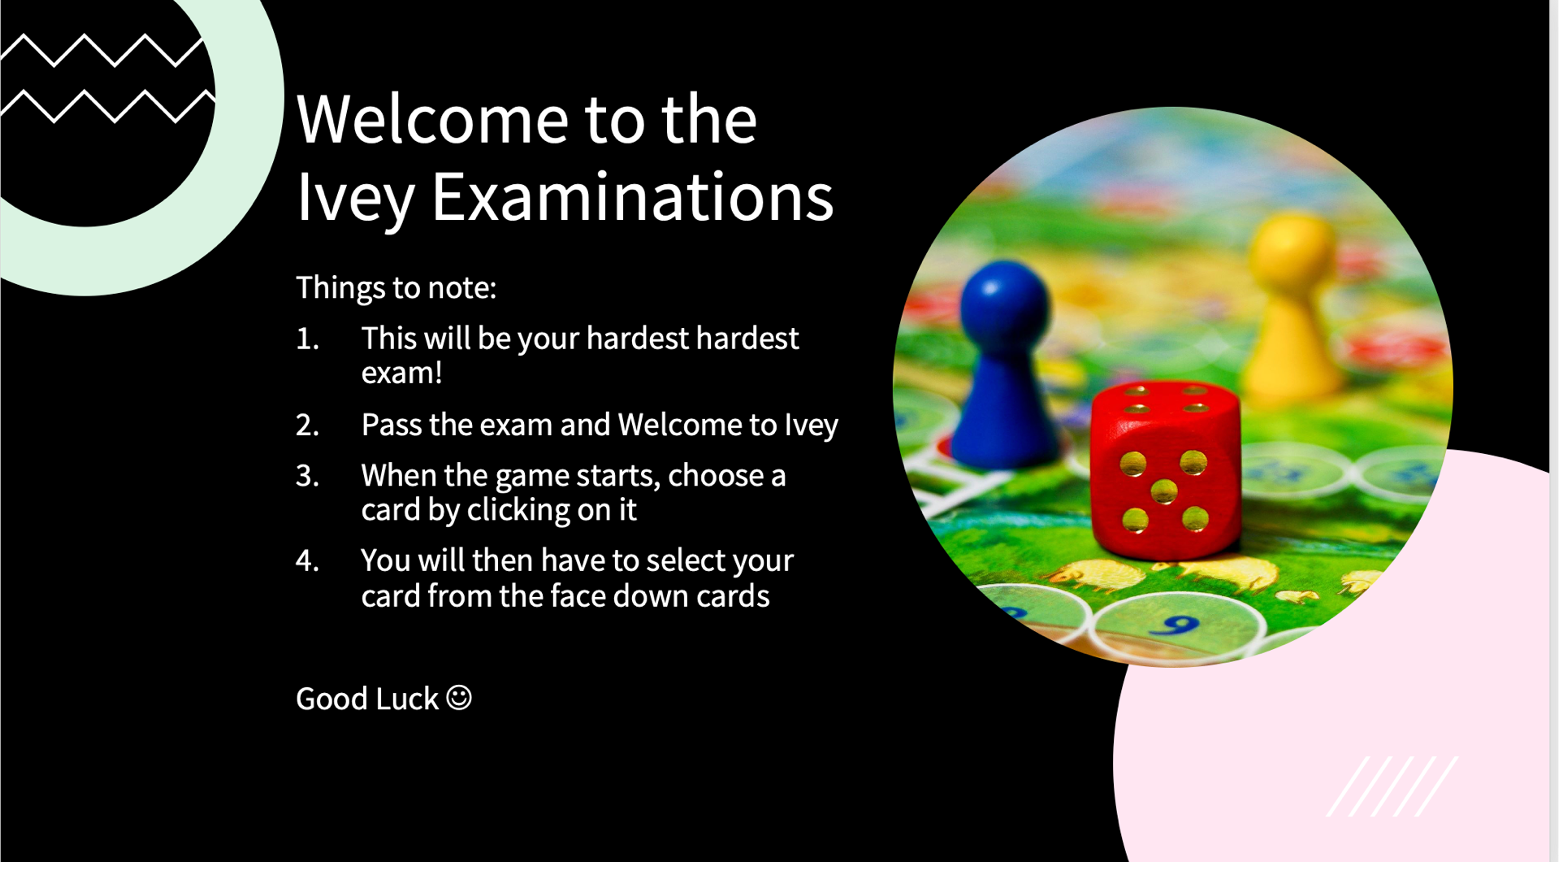 Welcome to the
Ivey Examinations
Things to note:
1. This will be your hardest hardest
exam!
2. Pass the exam and Welcome to Ivey
3. When the game starts, choose a
card by clicking on it
4. You will then have to select your
card from the face down cards
Good Luck ☺
9